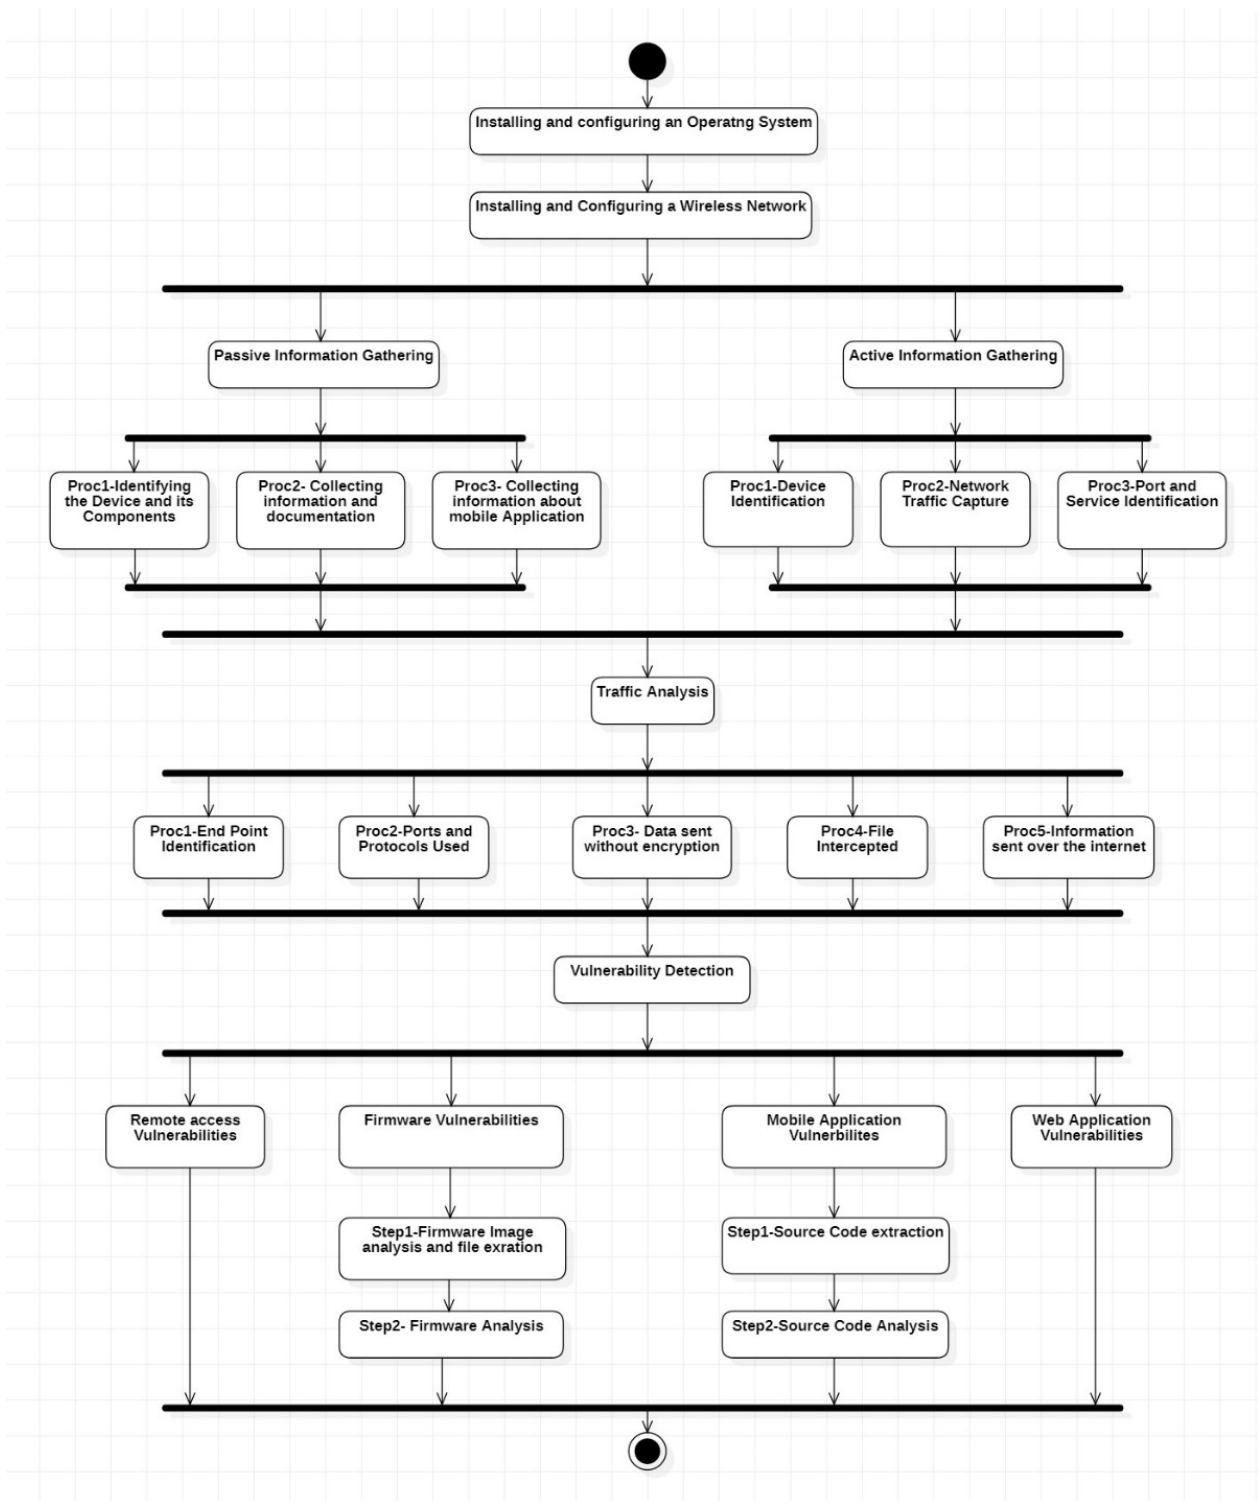 Installing and configuring an Operatng System
Installing and Configuring a Wireless Network
Passive Information Gathering
Active Information Gathering
Proc1-Identifying
the Device and its
Components
Proc2- Collecting
information and
documentation
Proc3- Collecting
information about
mobile Application
Proc1-Device
Identification
Proc2-Network
Traffic Capture
Proc3-Port and
Service Identification
Traffic Analysis
Proc1-End Point
Identification
Proc2-Ports and
Protocols Used
Proc3- Data sent
without encryption
Proc4-File
Intercepted
Proc5-Information
sent over the internet
Vulnerability Detection
Remote access
Vulnerabilities
Firmware Vulnerabilities
Mobile Application
Vulnerbilites
Web Application
Vulnerabilities
Step1-Firmware Image
analysis and file exration
Step1-Source Code extraction
Step2- Firmware Analysis
Step2-Source Code Analysis